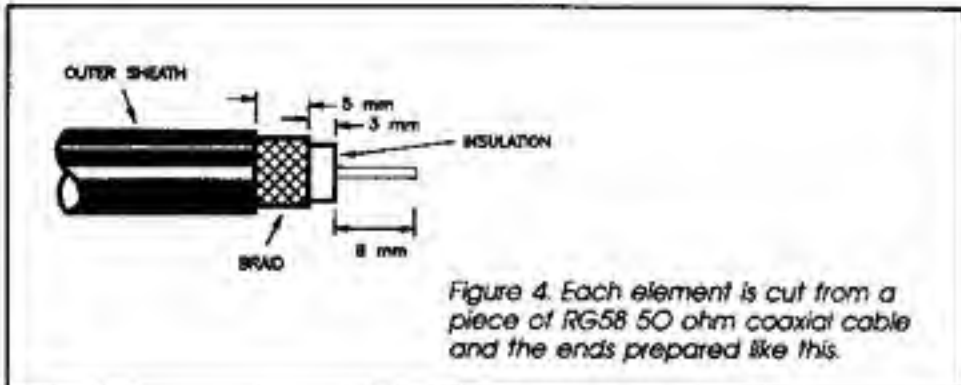 OUTER SHEATH
5 mm
3 mm
INSULATION
8 mm
BRAID
Figure 4. Each element is cut from a
piece of RG58 50 ohm coaxial cable
and the ends prepared like this.